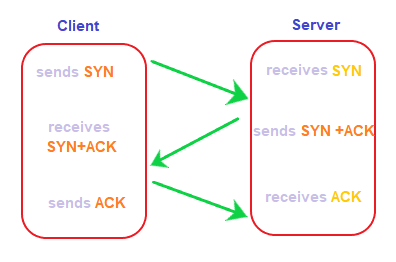 Client
Server
sends SYN
receives SYN
receives
SYN+ACK
sends SYN +ACK
sends ACK
receives ACK